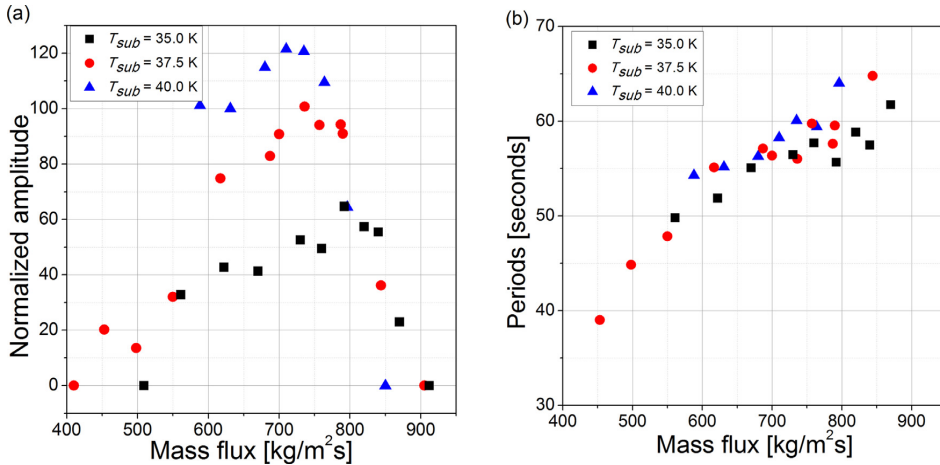 (a)
T_sub = 35.0 K
T_sub = 37.5 K
T_sub = 40.0 K
120
100
80
60
40
20
0
Normalized amplitude
400 500 600 700 800 900
Mass flux [kg/m²s]
(b)
T_sub = 35.0 K
T_sub = 37.5 K
T_sub = 40.0 K
70
60
50
40
30
Periods [seconds]
400 500 600 700 800 900
Mass flux [kg/m²s]